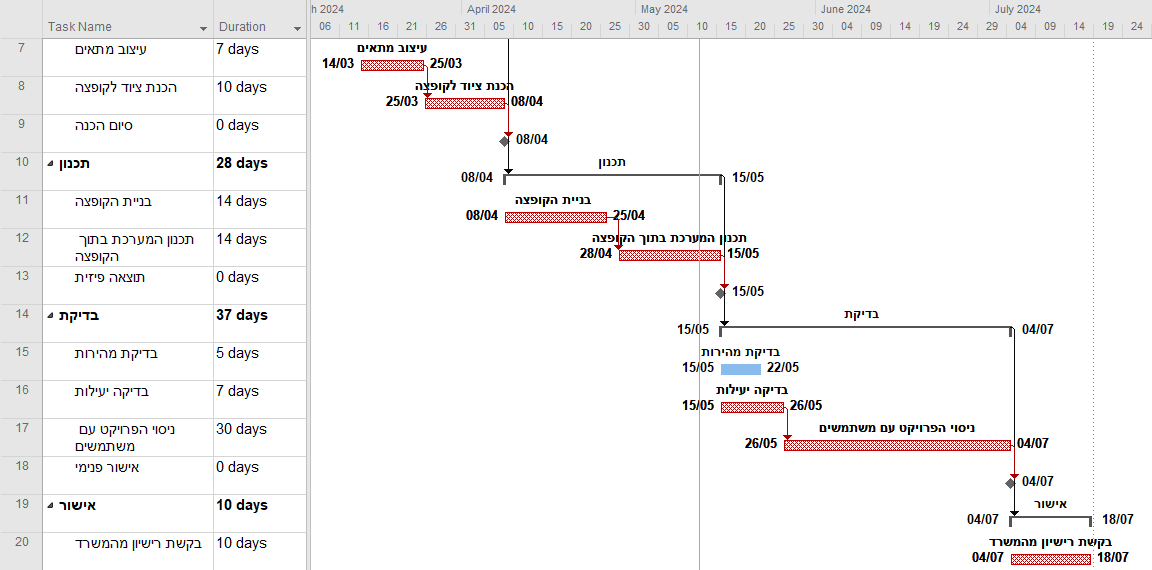 h 2024 April 2024 May 2024 June 2024 July 2024
Task Name Duration 06 11 16 21 26 31 05 10 15 20 25 30 05 10 15 20 25 30 04 09 14 19 24 29 04 09 14 19 24
עיצוב מתאים
7 עיצוב מתאים 7 days 14/03 25/03
הכנת ציוד לקופצה
8 הכנת ציוד לקופצה 10 days 25/03 08/04
9 סיום הכנה 0 days 08/04
תכנון
10 תכנון 28 days 08/04 15/05
בניית הקופצה
11 בניית הקופצה 14 days 08/04 25/04
תכנון המערכת בתוך הקופצה
12 תכנון המערכת בתוך 14 days 28/04 15/05
הקופצה
13 תוצאה פיזית 0 days 15/05
בדיקת
14 בדיקת 37 days 15/05 04/07
בדיקת מהירות
15 בדיקת מהירות 5 days 15/05 22/05
בדיקה יעילות
16 בדיקה יעילות 7 days 15/05 26/05
ניסוי הפרויקט עם משתמשים
17 ניסוי הפרויקט עם 30 days 26/05 04/07
משתמשים
18 אישור פנימי 0 days 04/07
אישור
19 אישור 10 days 04/07 18/07
בקשת רישיון מהמשרד
20 בקשת רישיון מהמשרד 10 days 04/07 18/07